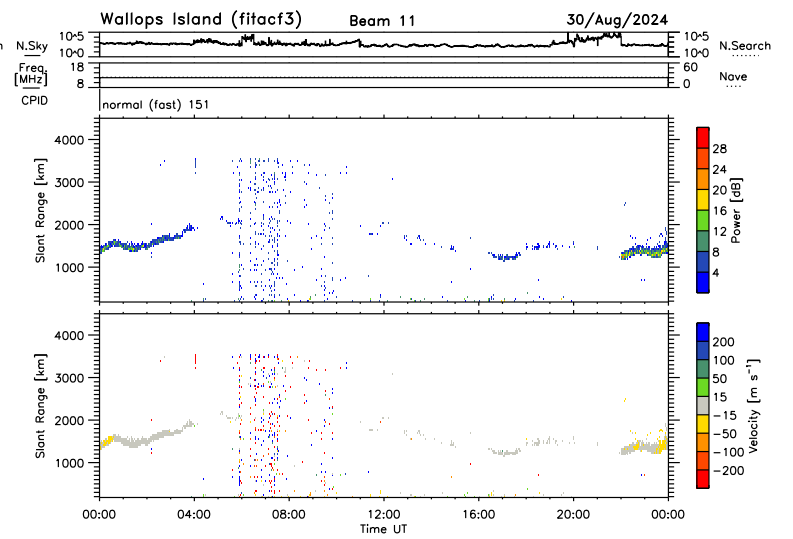 Wallops Island (fitacf3) Beam 11 30/Aug/2024
n N.Sky 10^5 10^0 10^5 10^0 N.Search
Freq. [MHz] 18 8 60 0 Nave
CPID normal (fast) 151
Slant Range [km] 4000 3000 2000 1000
Power [dB] 28 24 20 16 12 8 4
Slant Range [km] 4000 3000 2000 1000
Velocity [m s⁻¹] 200 100 50 15 -15 -50 -100 -200
00:00 04:00 08:00 12:00 16:00 20:00 00:00
Time UT